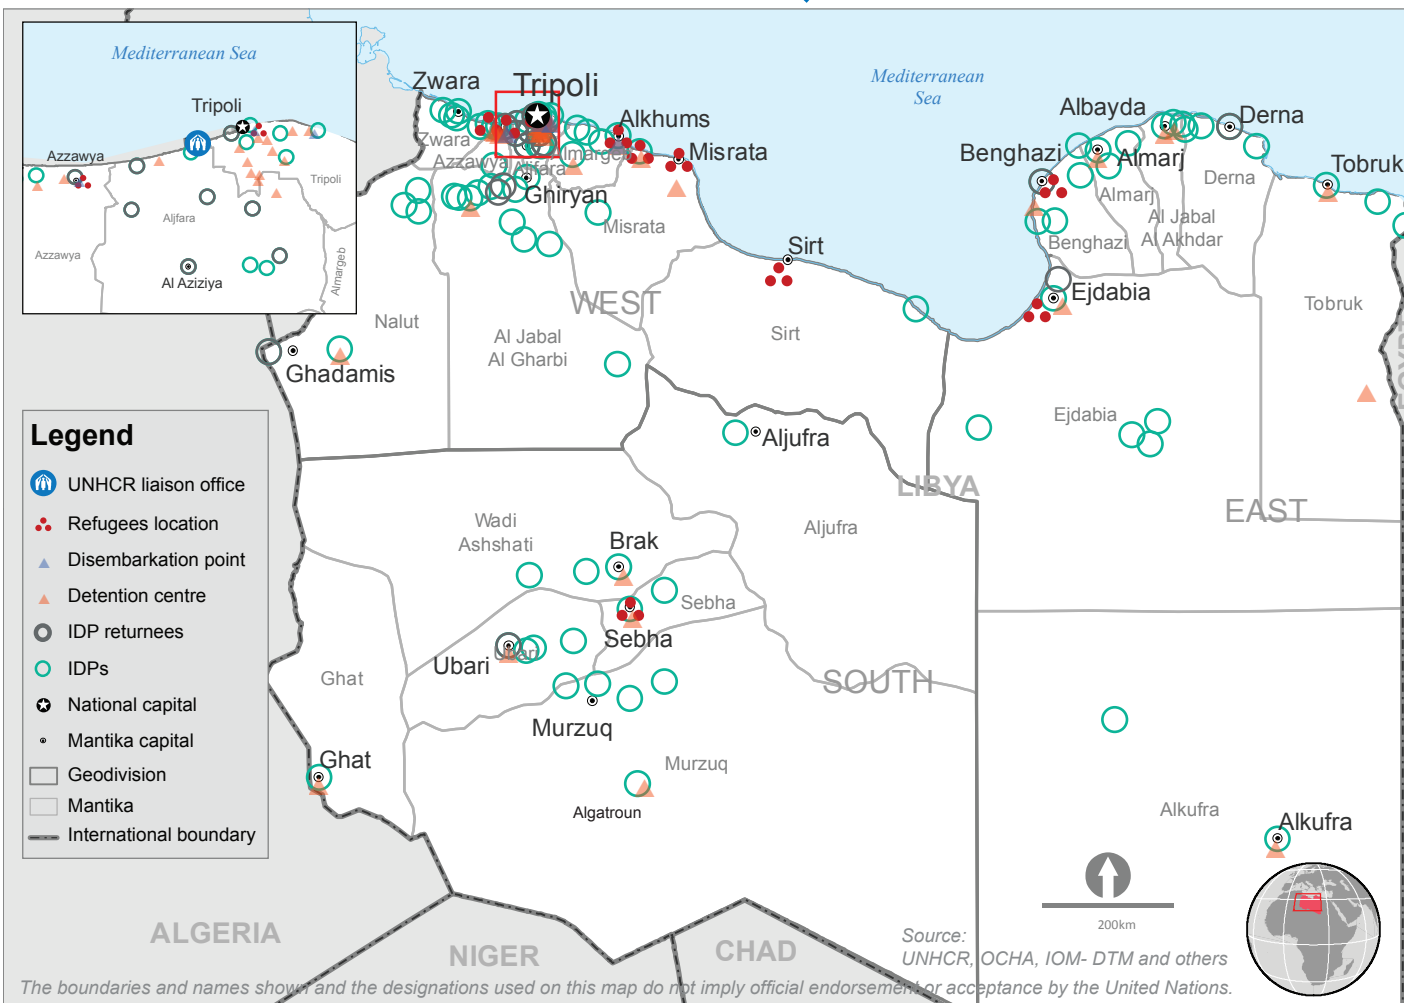 Mediterranean Sea
Tripoli
Azzawya
Tripoli
Aljfara
Azzawya
Almargeb
Al Aziziya
Zwara
Tripoli
Mediterranean
Sea
Alkhums
Misrata
Zwara
Azzawya
Almargeb
Aljfara
Ghiryan
Misrata
Albayda
Derna
Benghazi
Almarj
Tobruk
Almarj
Derna
Al Jabal
Al Akhdar
Benghazi
Sirt
Ejdabia
WEST
Nalut
Al Jabal
Al Gharbi
Sirt
Tobruk
Ghadamis
Aljufra
Ejdabia
LIBYA
EAST
Legend
UNHCR liaison office
Refugees location
Disembarkation point
Detention centre
IDP returnees
IDPs
National capital
Mantika capital
Geodivision
Mantika
International boundary
Wadi
Ashshati
Brak
Aljufra
Sebha
Sebha
Ubari
Ubari
Ghat
SOUTH
Murzuq
Ghat
Murzuq
Algatroun
Alkufra
Alkufra
200km
ALGERIA
NIGER
CHAD
Source:
UNHCR, OCHA, IOM- DTM and others
The boundaries and names shown and the designations used on this map do not imply official endorsement or acceptance by the United Nations.